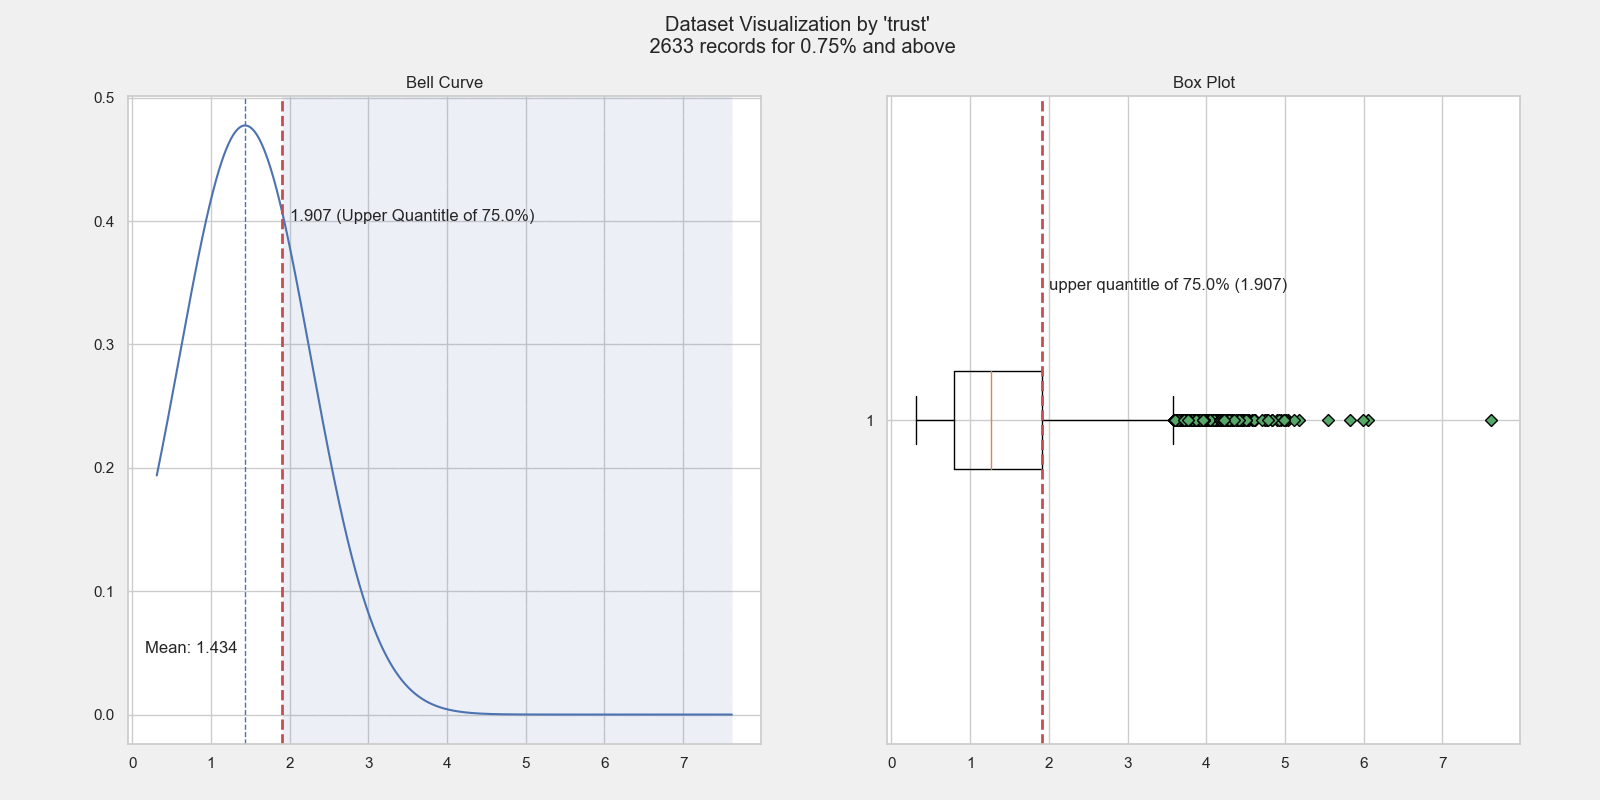 Dataset Visualization by 'trust'
2633 records for 0.75% and above
Bell Curve
0.5
0.4
0.3
0.2
0.1
0.0
1.907 (Upper Quantitle of 75.0%)
Mean: 1.434
0 1 2 3 4 5 6 7
Box Plot
upper quantitle of 75.0% (1.907)
1
0 1 2 3 4 5 6 7